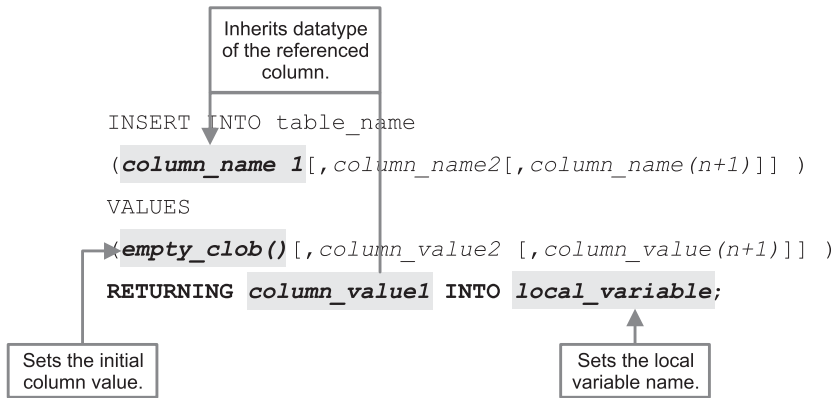 Inherits datatype
of the referenced
column.
INSERT INTO table_name
(column_name 1[,column_name2[,column_name(n+1)]] )
VALUES
(empty_clob()[,column_value2 [,column_value(n+1)]] )
RETURNING column_value1 INTO local_variable;
Sets the initial
column value.
Sets the local
variable name.